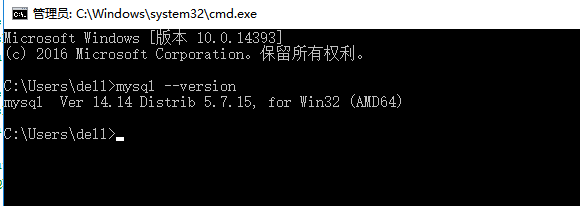 管理员: C:\Windows\system32\cmd.exe
Microsoft Windows [版本 10.0.14393]
(c) 2016 Microsoft Corporation。保留所有权利。
C:\Users\dell>mysql --version
mysql  Ver 14.14 Distrib 5.7.15, for Win32 (AMD64)
C:\Users\dell>